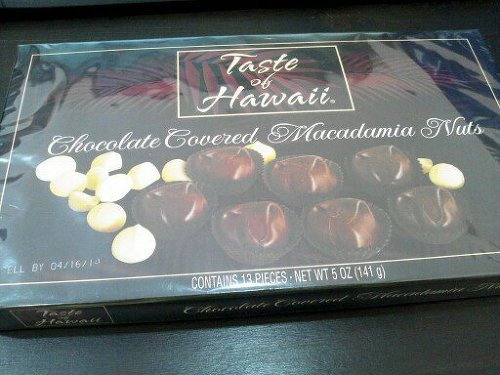 Taste
of
Hawaii®
Chocolate Covered Macadamia Nuts
ELL BY 04/16/1
CONTAINS 13 PIECES · NET WT 5 OZ (141 g)
Taste
of Hawaii
Chocolate Covered Macadamia Nuts